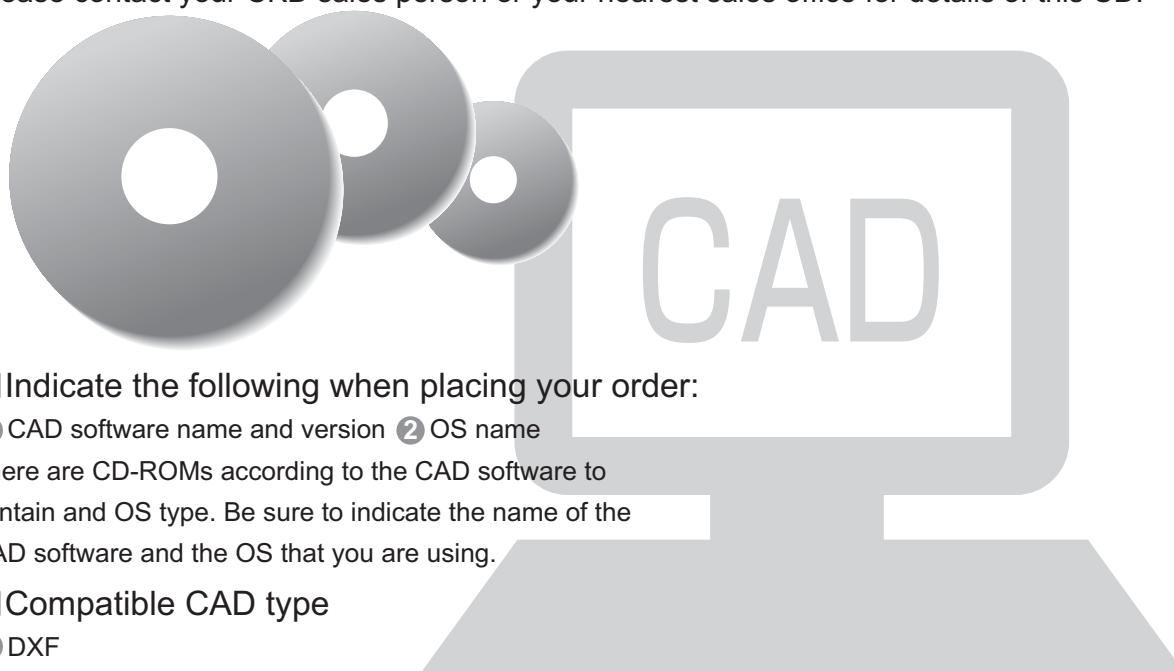 ease contact your CKD sales person or your nearest sales office for details of this CD.
CAD
Indicate the following when placing your order:
CAD software name and version 2 OS name
ere are CD-ROMs according to the CAD software to
ntain and OS type. Be sure to indicate the name of the
AD software and the OS that you are using.
Compatible CAD type
DXF